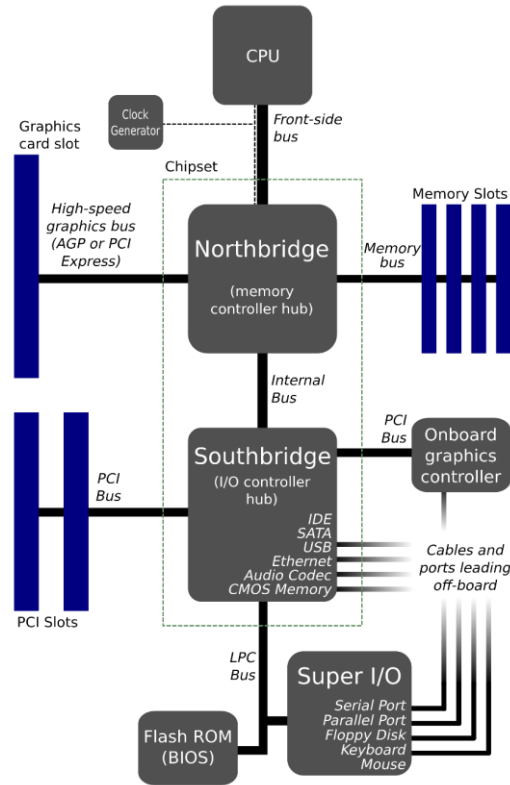 CPU
Clock
Generator
Front-side
bus
Graphics
card slot
Chipset
High-speed
graphics bus
(AGP or PCI
Express)
Northbridge
(memory
controller hub)
Memory
bus
Memory Slots
Internal
Bus
PCI
Bus
Southbridge
(I/O controller
hub)
PCI
Bus
Onboard
graphics
controller
IDE
SATA
USB
Ethernet
Audio Codec
CMOS Memory
Cables and
ports leading
off-board
PCI Slots
LPC
Bus
Super I/O
Serial Port
Parallel Port
Floppy Disk
Keyboard
Mouse
Flash ROM
(BIOS)